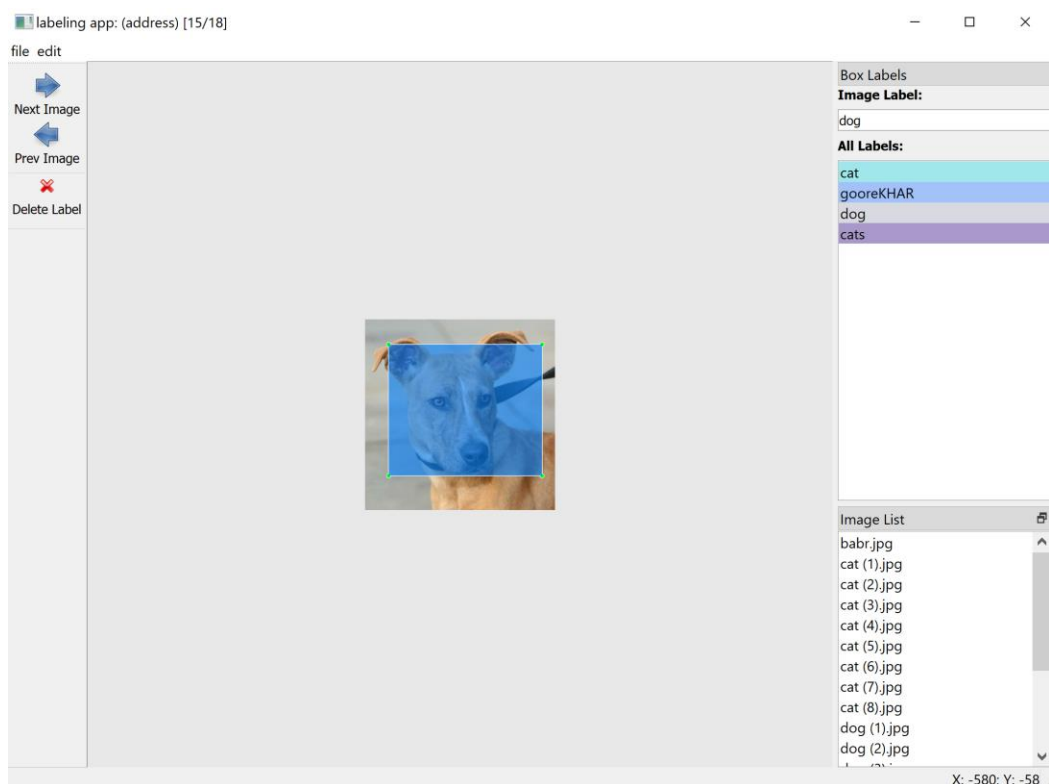 labeling app: (address) [15/18]
file edit
Next Image
Prev Image
Delete Label
Box Labels
Image Label:
dog
All Labels:
cat
gooreKHAR
dog
cats
Image List
babr.jpg
cat (1).jpg
cat (2).jpg
cat (3).jpg
cat (4).jpg
cat (5).jpg
cat (6).jpg
cat (7).jpg
cat (8).jpg
dog (1).jpg
dog (2).jpg
X: -580; Y: -58